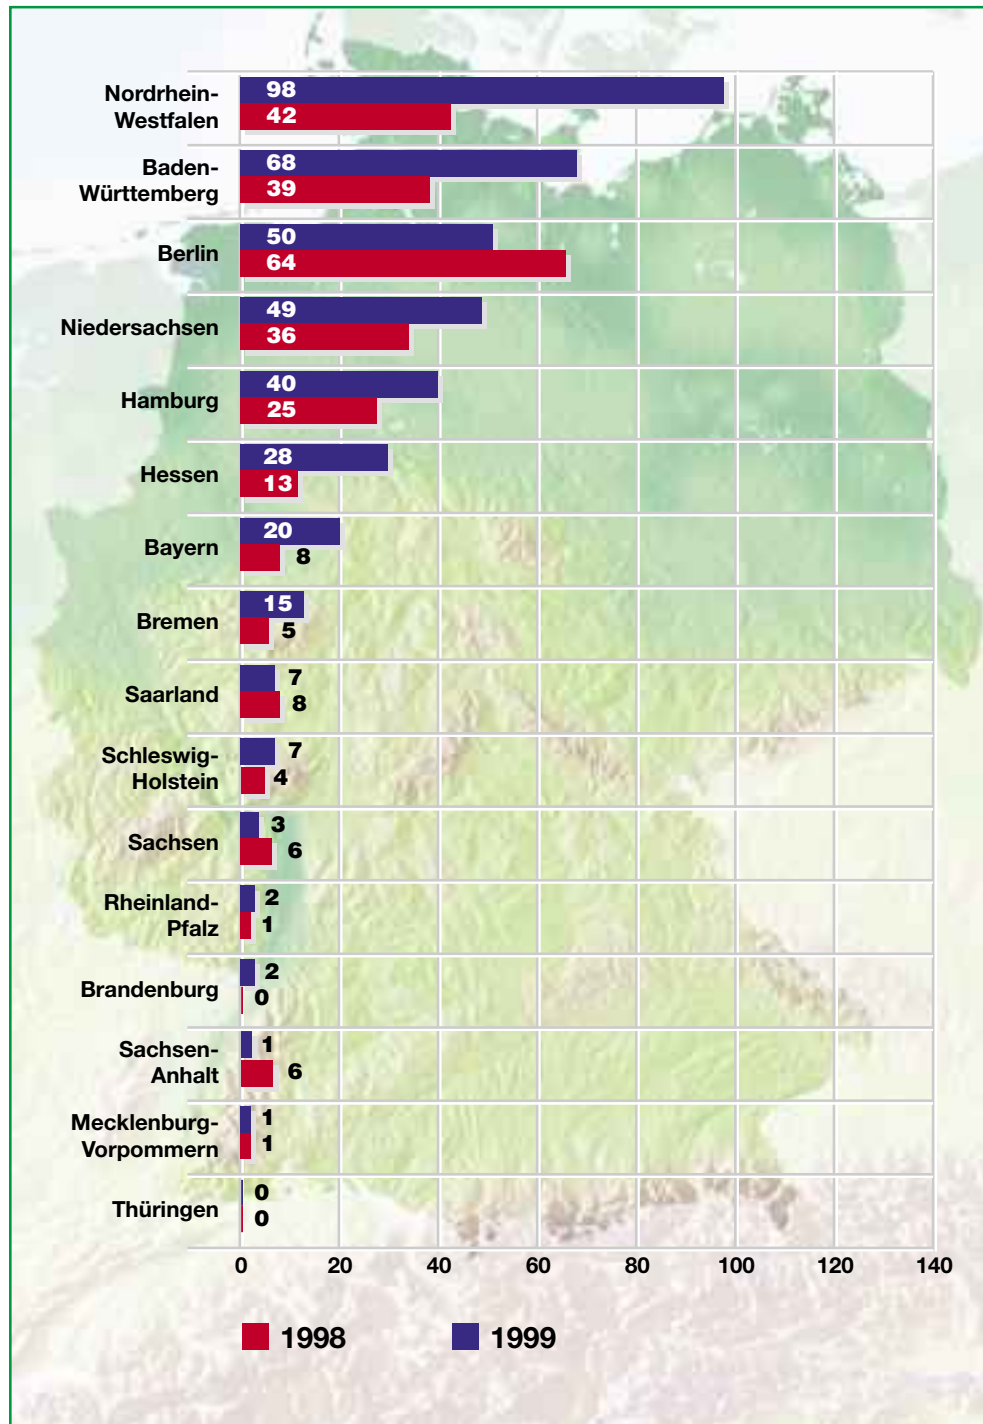 Nordrhein-
Westfalen
98
42
Baden-
Württemberg
68
39
Berlin
50
64
Niedersachsen
49
36
Hamburg
40
25
Hessen
28
13
Bayern
20
8
Bremen
15
5
Saarland
7
8
Schleswig-
Holstein
7
4
Sachsen
3
6
Rheinland-
Pfalz
2
1
Brandenburg
2
0
Sachsen-
Anhalt
1
6
Mecklenburg-
Vorpommern
1
1
Thüringen
0
0
0 20 40 60 80 100 120 140
1998 1999